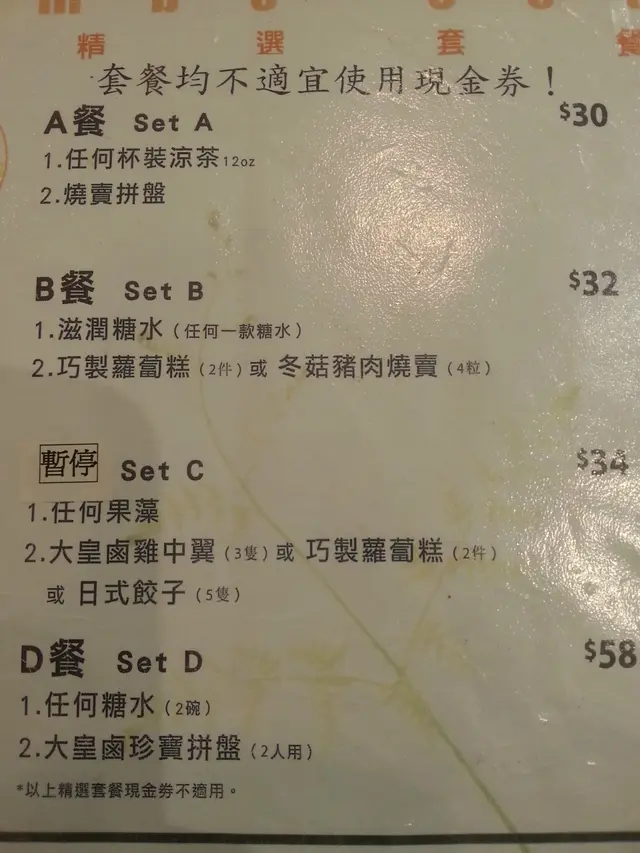 精選套餐
套餐均不適宜使用現金券！
A餐 Set A $30
1.任何杯裝涼茶12oz
2.燒賣拼盤
B餐 Set B $32
1.滋潤糖水（任何一款糖水）
2.巧製蘿蔔糕（2件）或 冬菇豬肉燒賣（4粒）
暫停 Set C $34
1.任何果藻
2.大皇鹵雞中翼（3隻）或 巧製蘿蔔糕（2件）
或 日式餃子（5隻）
D餐 Set D $58
1.任何糖水（2碗）
2.大皇鹵珍寶拼盤（2人用）
*以上精選套餐現金券不適用。